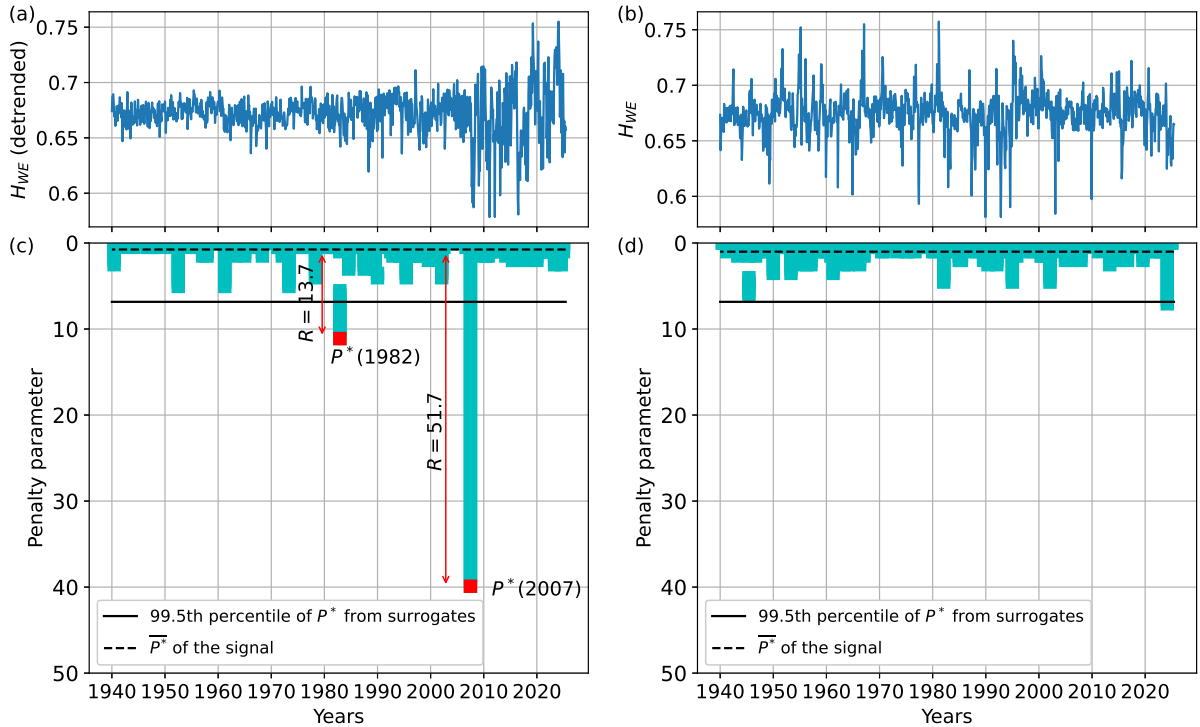 (a)
0.75
0.7
0.65
0.6
H_WE (detrended)
(b)
0.75
0.70
0.65
0.6
H_WE
(c)
0
10
20
30
40
50
Penalty parameter
R = 13.7
P*(1982)
R = 51.7
P*(2007)
99.5th percentile of P* from surrogates
P̅*̅ of the signal
1940 1950 1960 1970 1980 1990 2000 2010 2020
Years
(d)
0
10
20
30
40
50
Penalty parameter
99.5th percentile of P* from surrogates
P̅*̅ of the signal
1940 1950 1960 1970 1980 1990 2000 2010 2020
Years